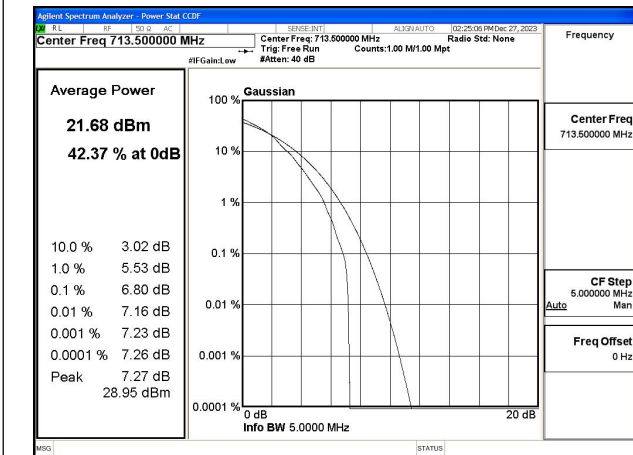 Agilent Spectrum Analyzer - Power Stat CCDF
LXI RL RF 50 Ω AC SENSE:INT ALIGNAUTO 02:25:06 PM Dec 27, 2023
Center Freq 713.500000 MHz
Center Freq: 713.500000 MHz Radio Std: None
Trig: Free Run Counts:1.00 M/1.00 Mpt
#IFGain:Low #Atten: 40 dB
Frequency
Average Power
21.68 dBm
42.37 % at 0dB
10.0 % 3.02 dB
1.0 % 5.53 dB
0.1 % 6.80 dB
0.01 % 7.16 dB
0.001 % 7.23 dB
0.0001 % 7.26 dB
Peak 7.27 dB
28.95 dBm
Gaussian
100 %
10 %
1 %
0.1 %
0.01 %
0.001 %
0.0001 %
0 dB 20 dB
Info BW 5.0000 MHz
Center Freq
713.500000 MHz
CF Step
5.000000 MHz
Auto Man
Freq Offset
0 Hz
MSG STATUS